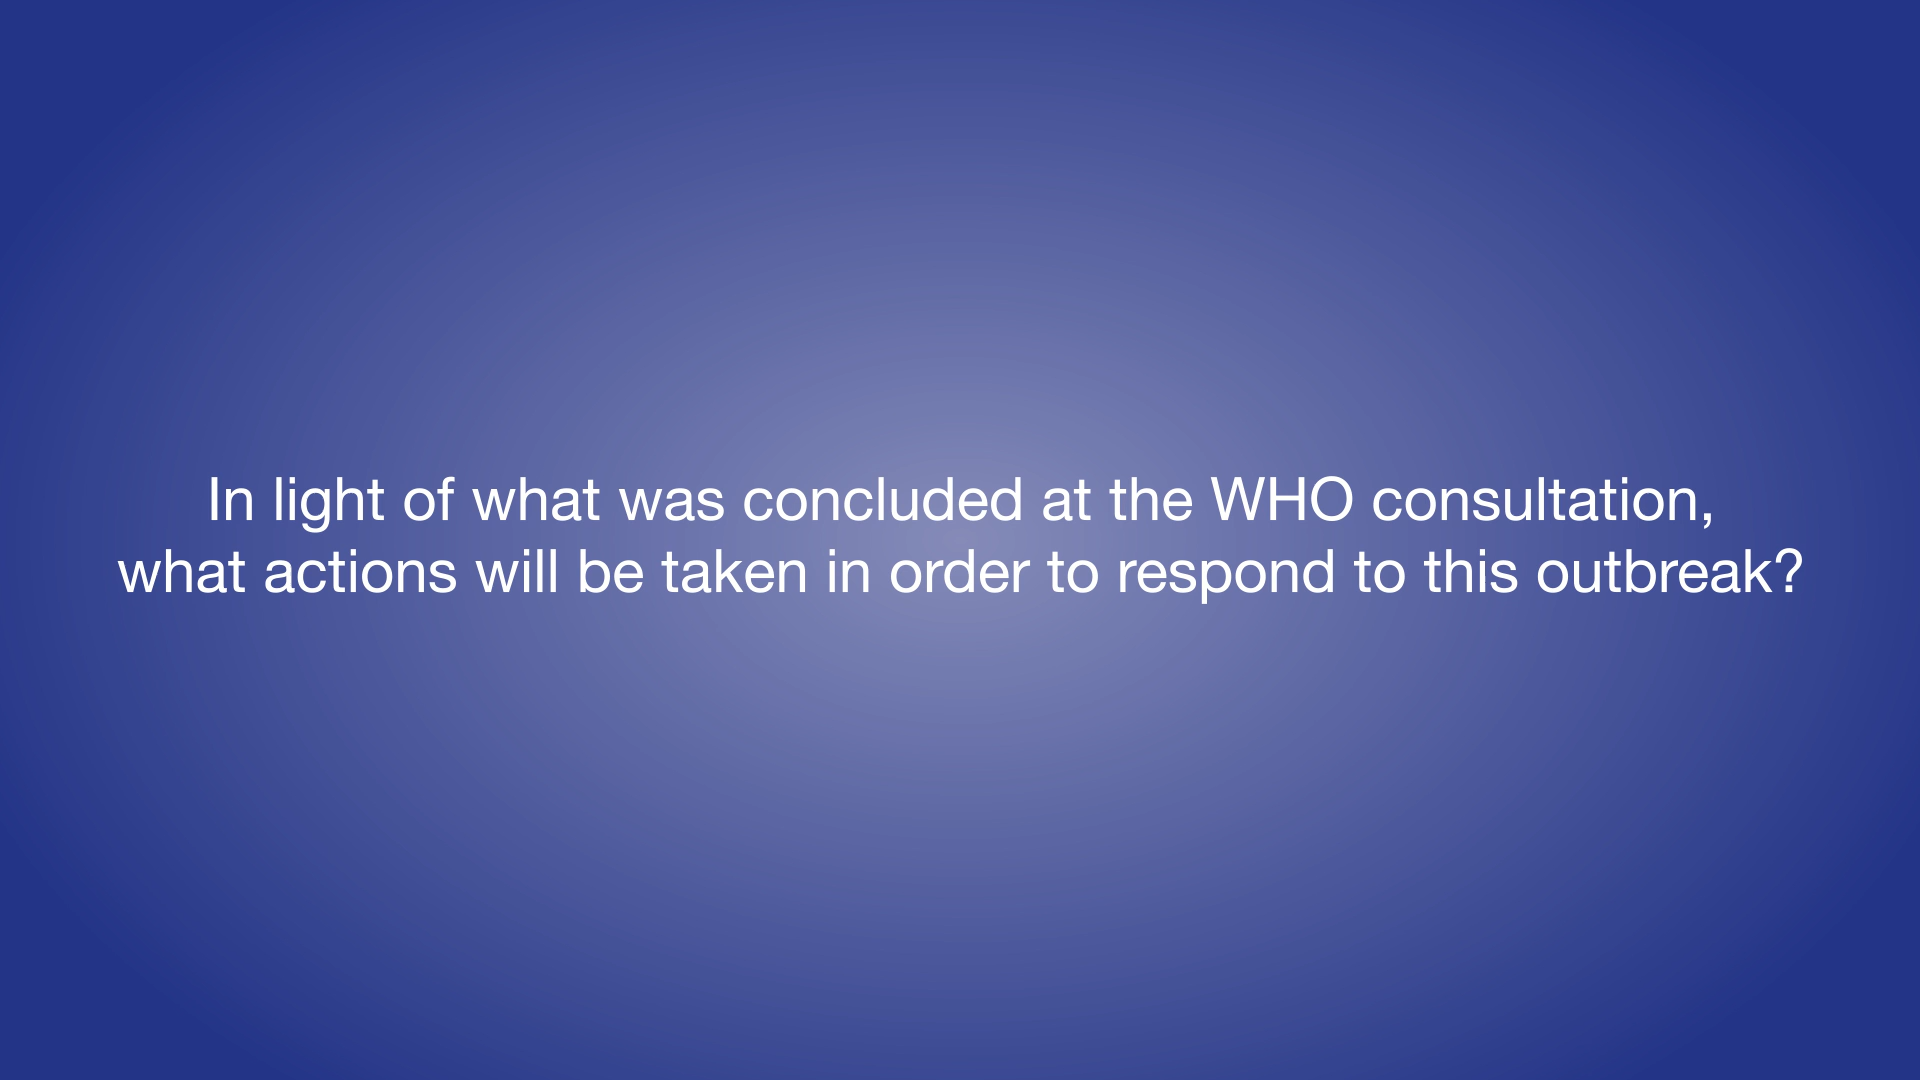 In light of what was concluded at the WHO consultation,
what actions will be taken in order to respond to this outbreak?